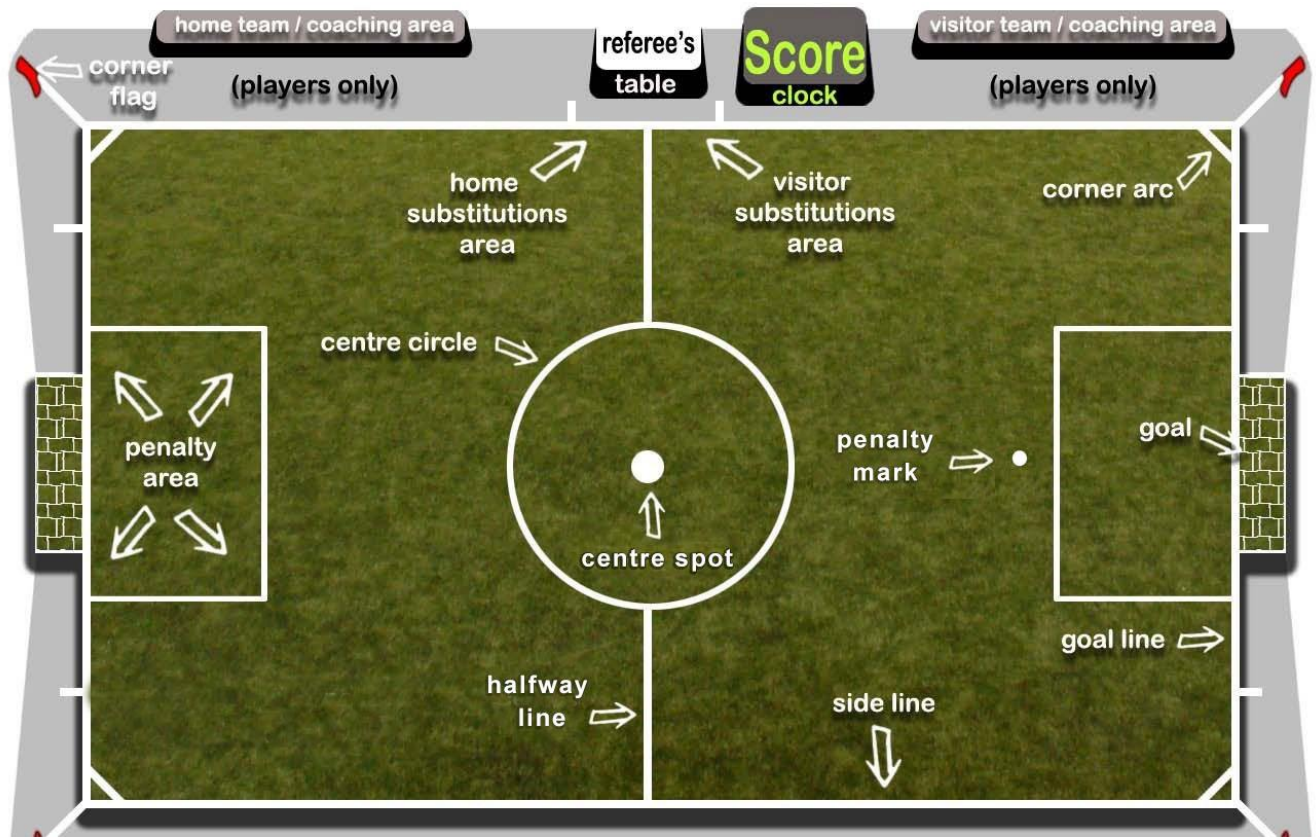 home team / coaching area
referee's
table
Score
clock
visitor team / coaching area
corner
flag
(players only)
(players only)
home
substitutions
area
visitor
substitutions
area
corner arc
centre circle
penalty
area
penalty
mark
goal
centre spot
goal line
halfway
line
side line